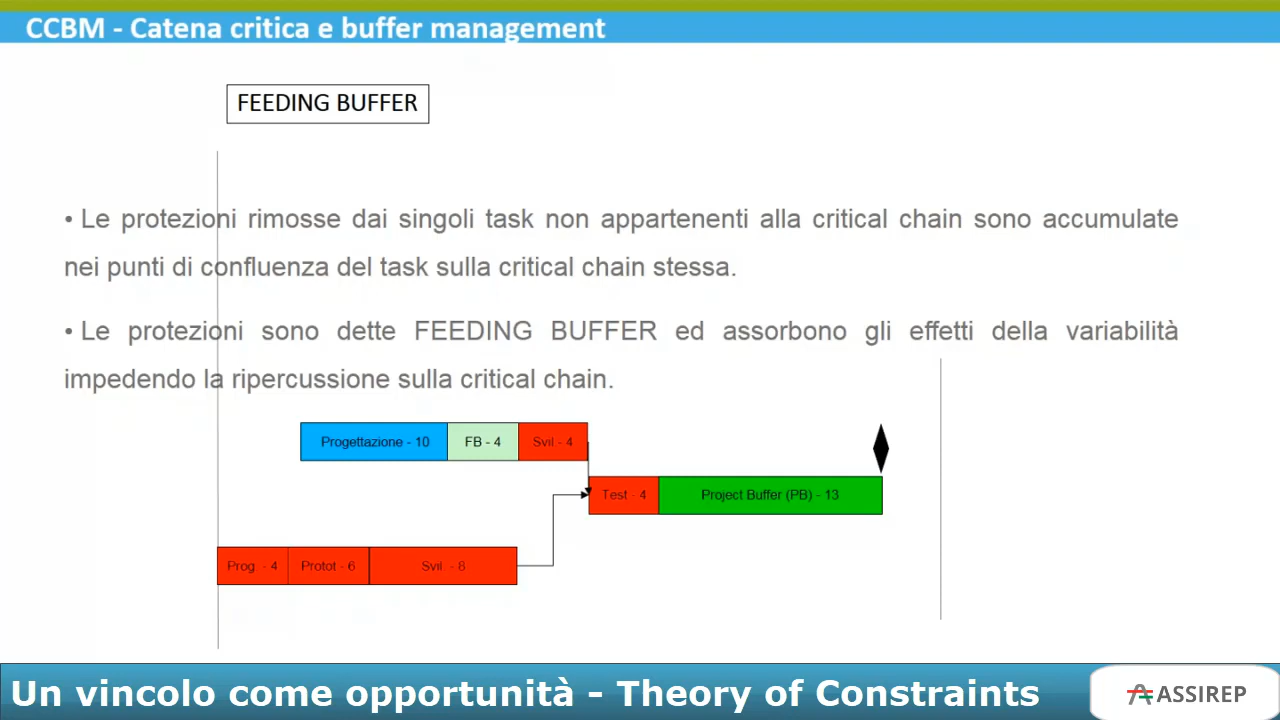 CCBM - Catena critica e buffer management
FEEDING BUFFER
• Le protezioni rimosse dai singoli task non appartenenti alla critical chain sono accumulate
nei punti di confluenza del task sulla critical chain stessa.
• Le protezioni sono dette FEEDING BUFFER ed assorbono gli effetti della variabilità
impedendo la ripercussione sulla critical chain.
Progettazione - 10
FB - 4
Svil - 4
Test - 4
Project Buffer (PB) - 13
Prog. - 4
Protot - 6
Svil. - 8
Un vincolo come opportunità - Theory of Constraints
ASSIREP